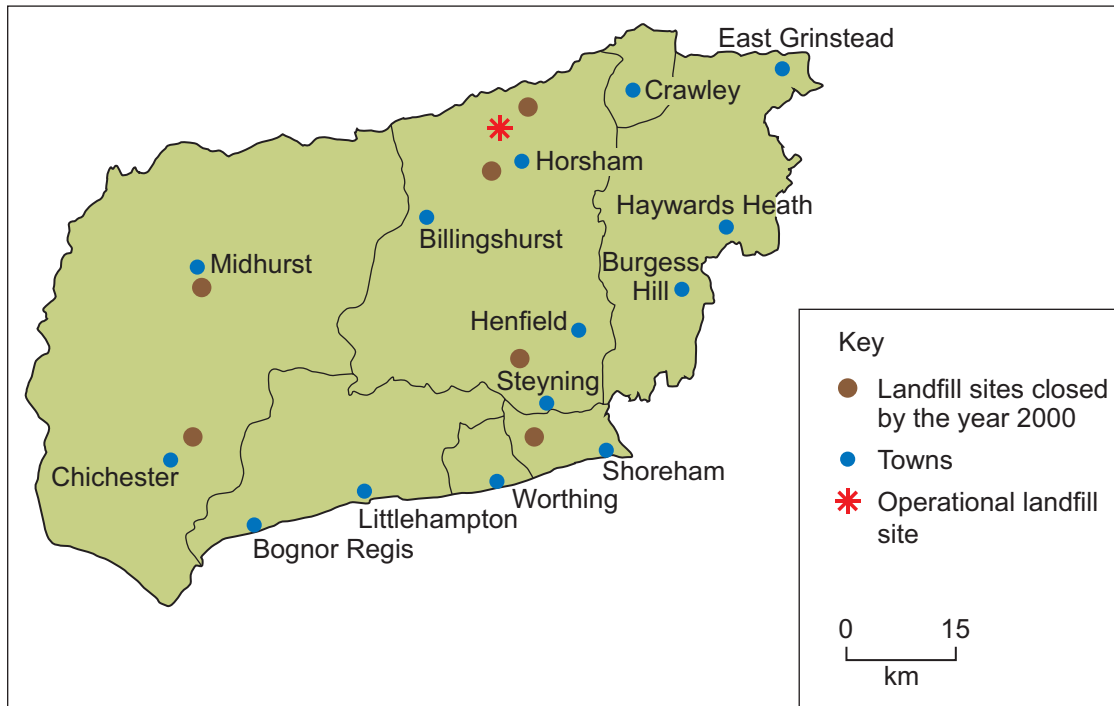 East Grinstead
Crawley
Horsham
Haywards Heath
Billingshurst
Midhurst
Burgess
Hill
Henfield
Steyning
Chichester
Shoreham
Worthing
Littlehampton
Bognor Regis
Key
Landfill sites closed
by the year 2000
Towns
Operational landfill
site
0 15
km